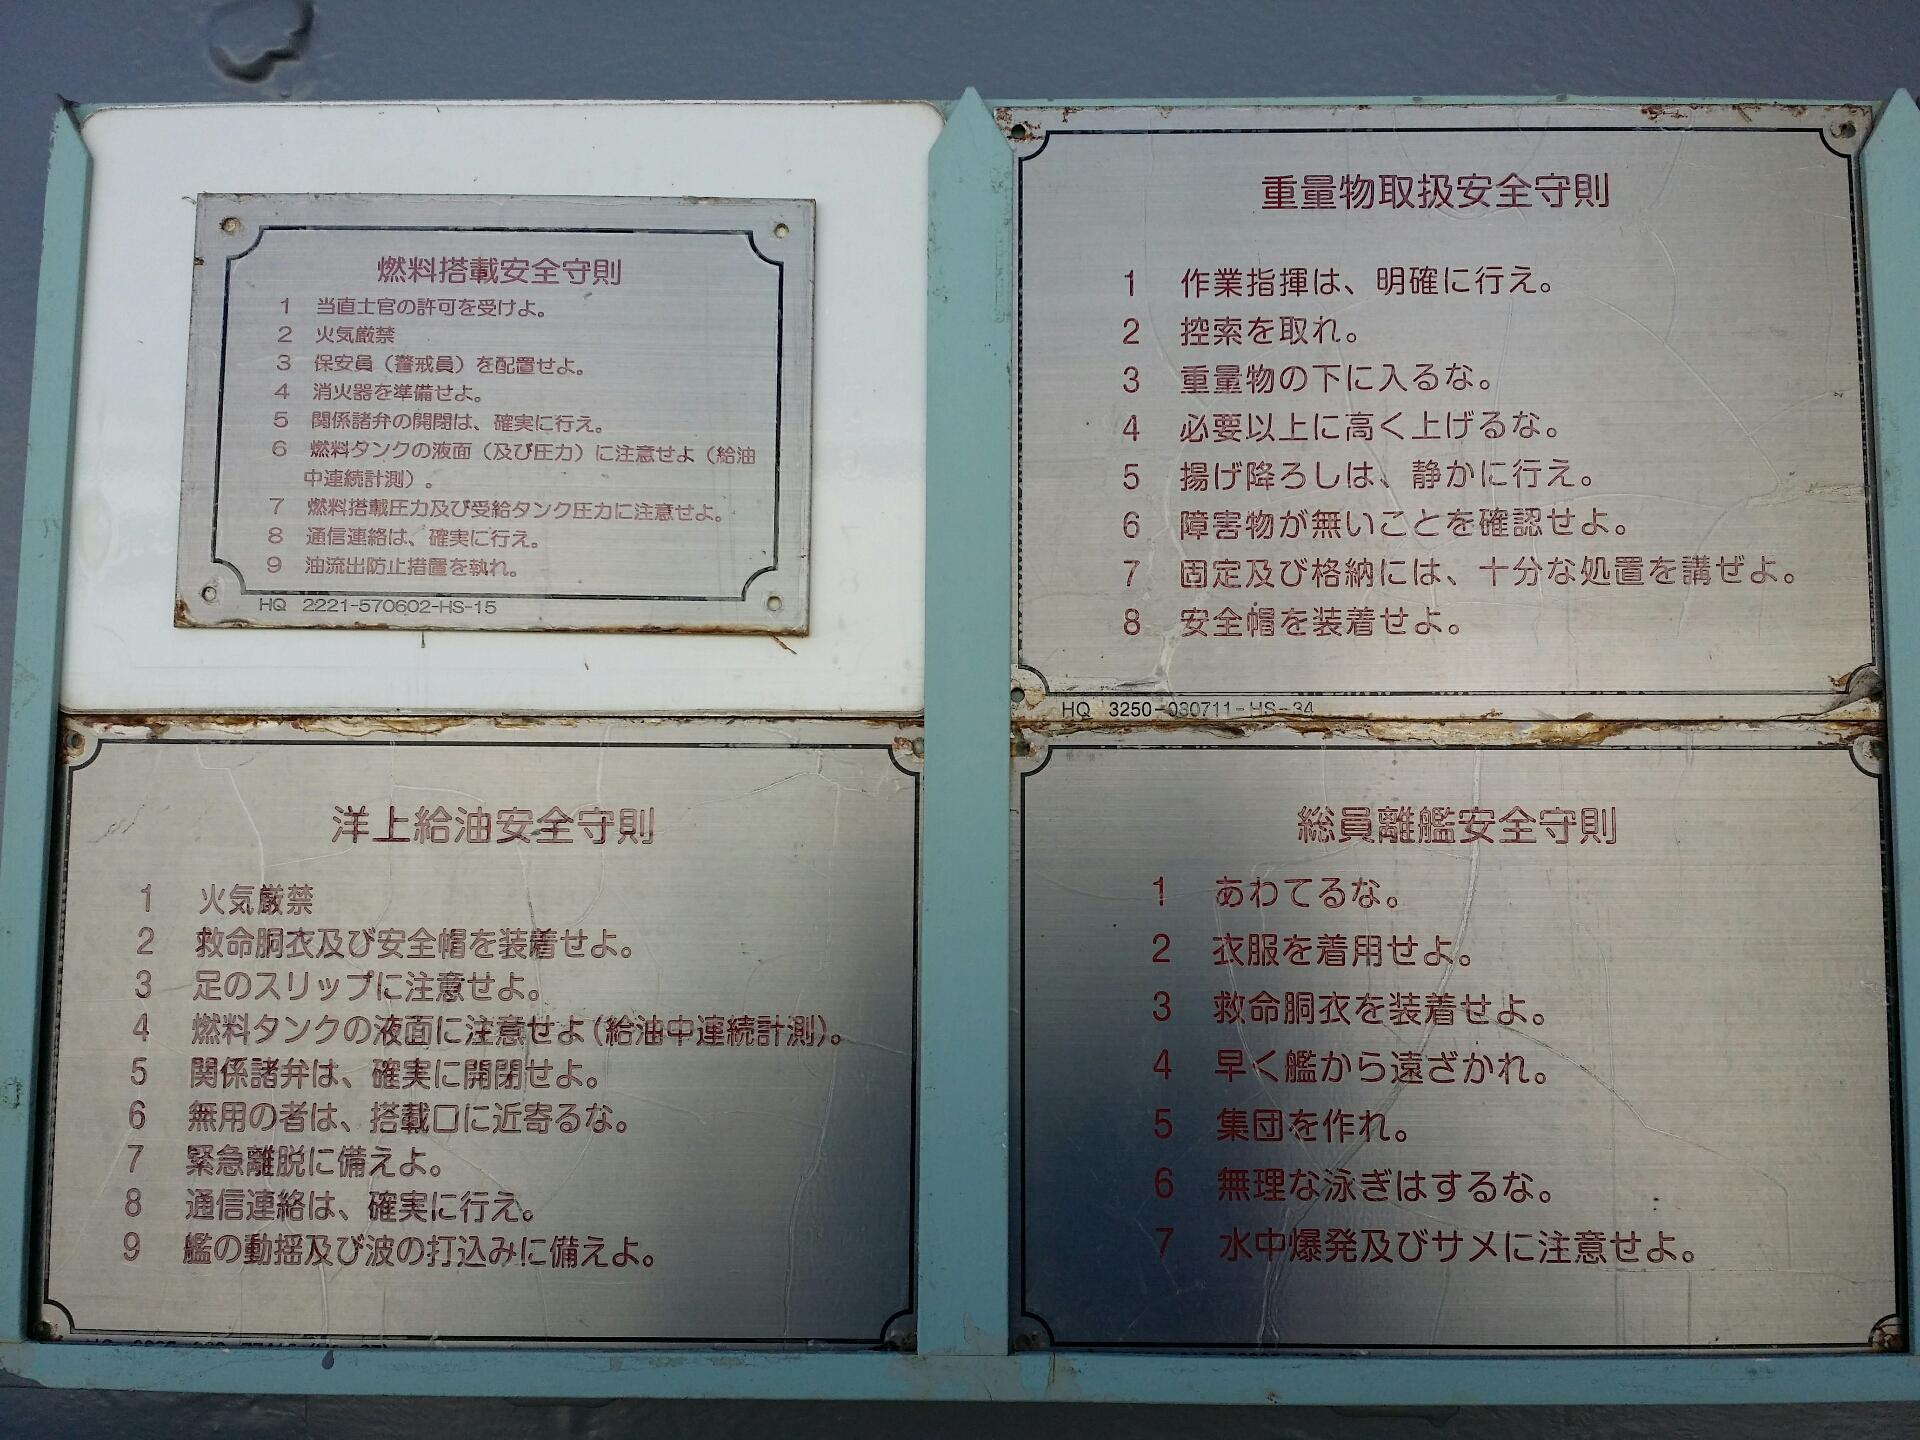 燃料搭載安全守則
1 当直士官の許可を受けよ。
2 火気厳禁
3 保安員（警戒員）を配置せよ。
4 消火器を準備せよ。
5 関係諸弁の開閉は、確実に行え。
6 燃料タンクの液面（及び圧力）に注意せよ（給油
中連続計測）。
7 燃料搭載圧力及び受給タンク圧力に注意せよ。
8 通信連絡は、確実に行え。
9 油流出防止措置を執れ。
HQ 2221-570602-HS-15
重量物取扱安全守則
1 作業指揮は、明確に行え。
2 控索を取れ。
3 重量物の下に入るな。
4 必要以上に高く上げるな。
5 揚げ降ろしは、静かに行え。
6 障害物が無いことを確認せよ。
7 固定及び格納には、十分な処置を講ぜよ。
8 安全帽を装着せよ。
HQ 3250-030711-HS-34
洋上給油安全守則
1 火気厳禁
2 救命胴衣及び安全帽を装着せよ。
3 足のスリップに注意せよ。
4 燃料タンクの液面に注意せよ（給油中連続計測）。
5 関係諸弁は、確実に開閉せよ。
6 無用の者は、搭載口に近寄るな。
7 緊急離脱に備えよ。
8 通信連絡は、確実に行え。
9 艦の動揺及び波の打込みに備えよ。
総員離艦安全守則
1 あわてるな。
2 衣服を着用せよ。
3 救命胴衣を装着せよ。
4 早く艦から遠ざかれ。
5 集団を作れ。
6 無理な泳ぎはするな。
7 水中爆発及びサメに注意せよ。